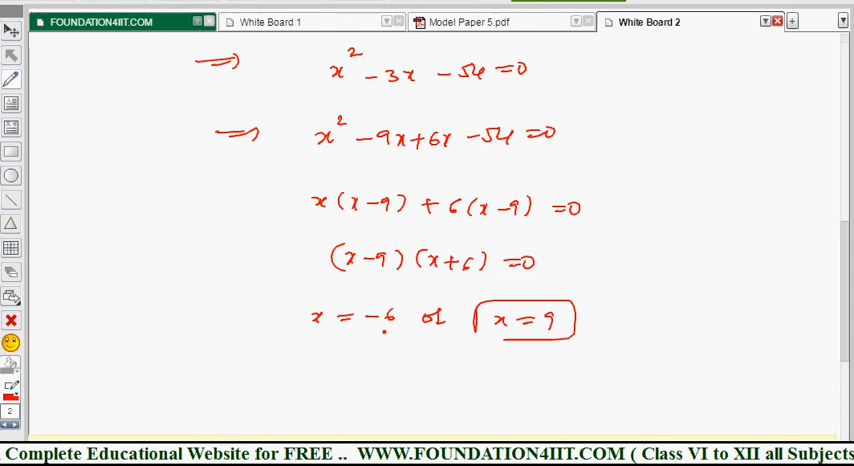 FOUNDATION4IIT.COM White Board 1 Model Paper 5.pdf White Board 2
⟹ x² - 3x - 54 = 0
⟹ x² - 9x + 6x - 54 = 0
x(x-9) + 6(x-9) = 0
(x-9)(x+6) = 0
x = -6 or x = 9
2
Complete Educational Website for FREE .. WWW.FOUNDATION4IIT.COM ( Class VI to XII all Subjects